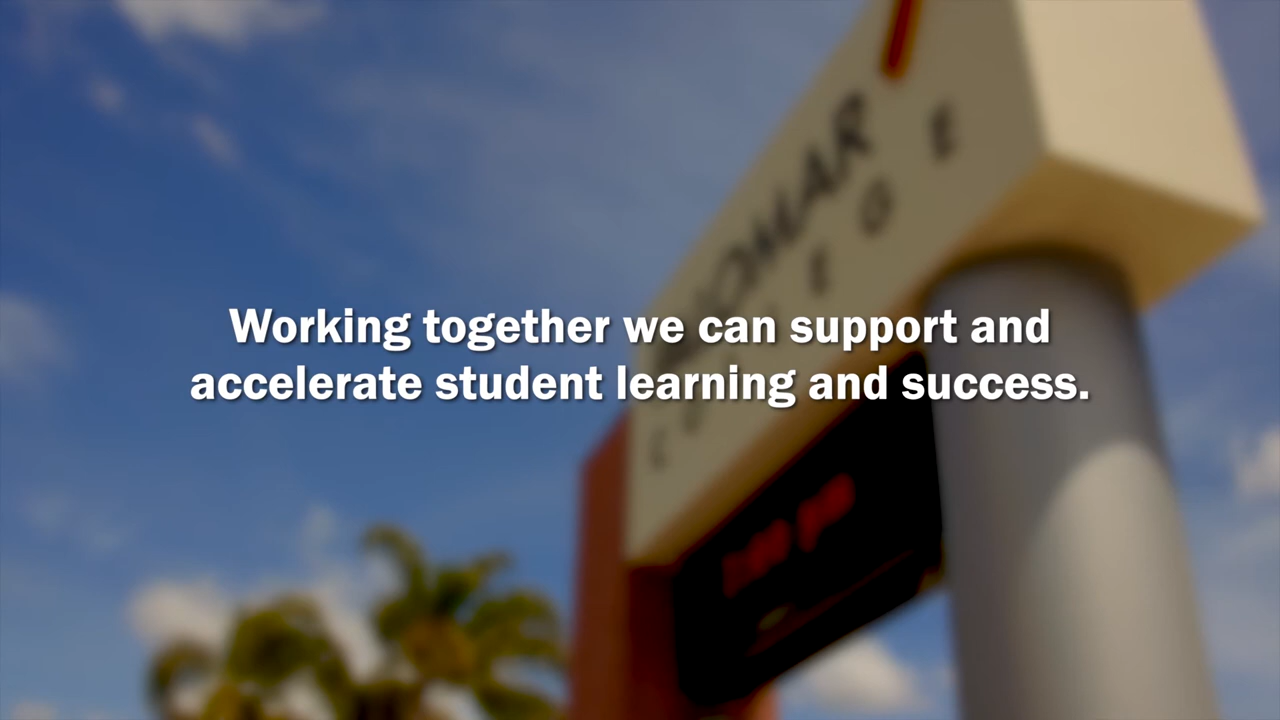 Working together we can support and
accelerate student learning and success.